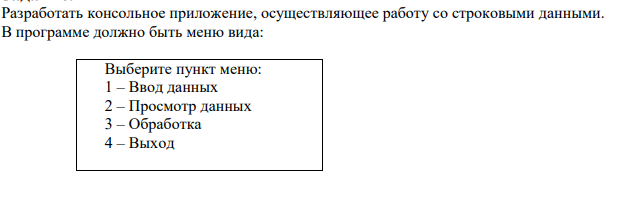 Разработать консольное приложение, осуществляющее работу со строковыми данными.
В программе должно быть меню вида:
Выберите пункт меню:
1 – Ввод данных
2 – Просмотр данных
3 – Обработка
4 – Выход